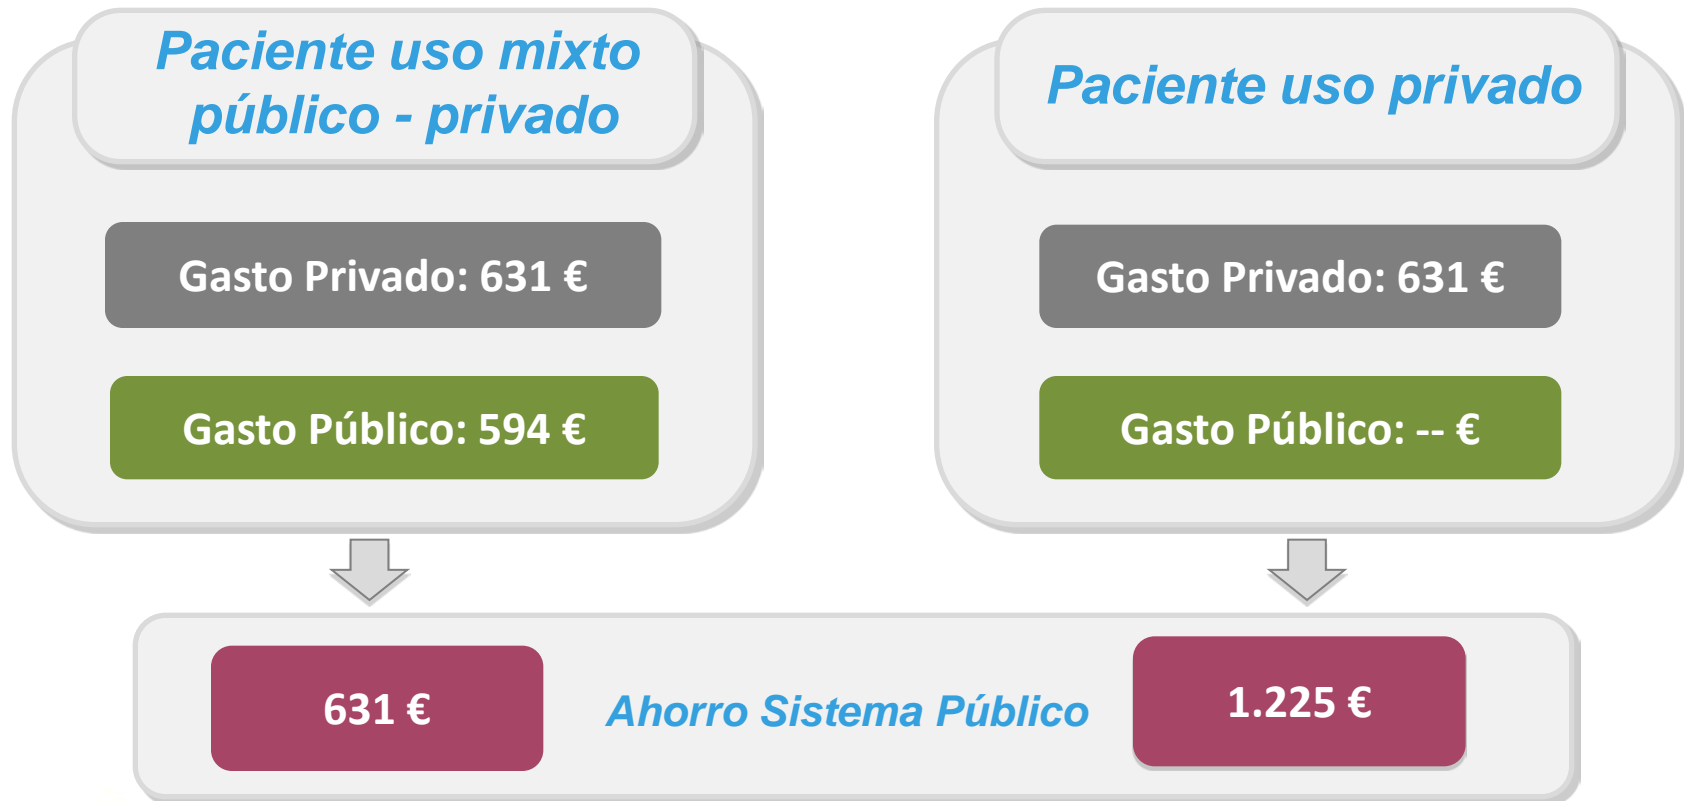 Paciente uso mixto
público - privado
Gasto Privado: 631 €
Gasto Público: 594 €
Paciente uso privado
Gasto Privado: 631 €
Gasto Público: -- €
631 €
Ahorro Sistema Público
1.225 €